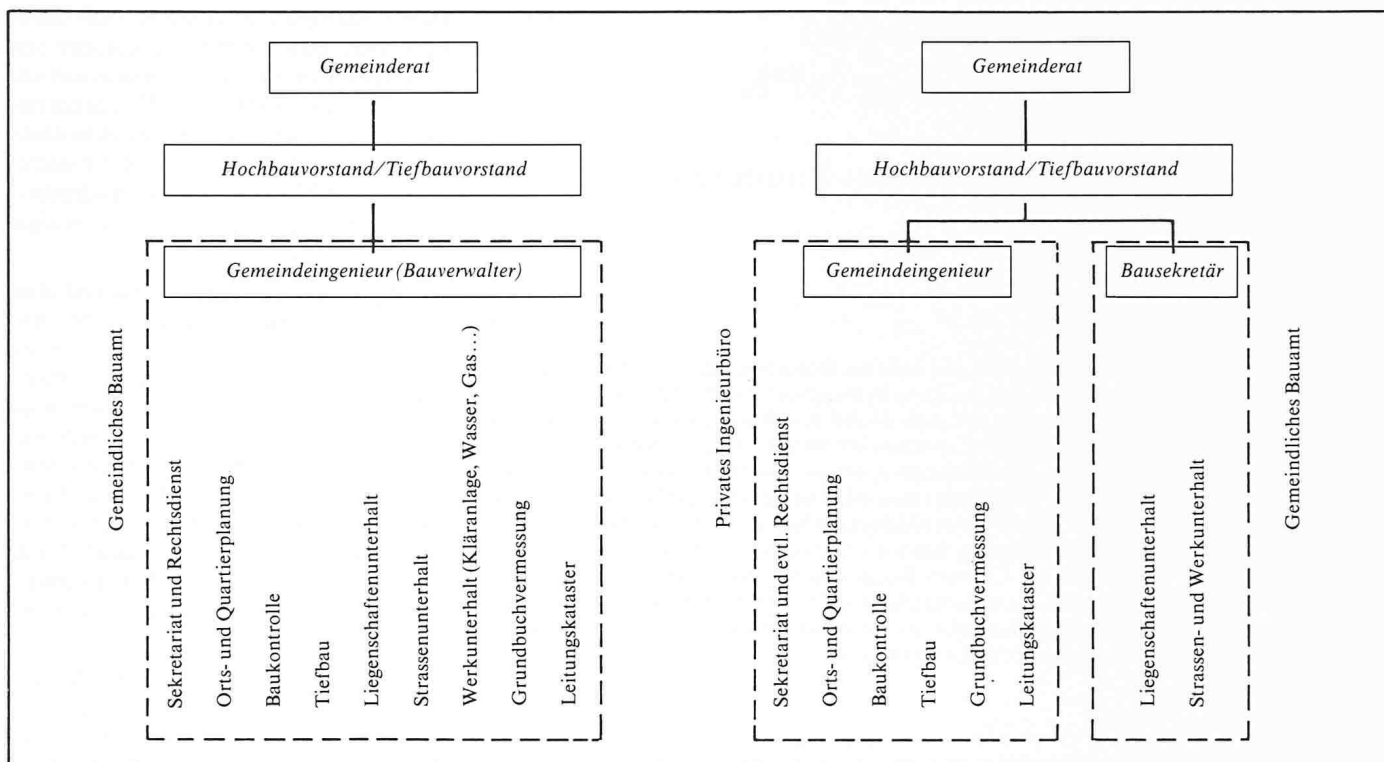 Gemeinderat
Hochbauvorstand/Tiefbauvorstand
Gemeindeingenieur (Bauverwalter)
Gemeindliches Bauamt
Sekretariat und Rechtsdienst
Orts- und Quartierplanung
Baukontrolle
Tiefbau
Liegenschaftenunterhalt
Strassenunterhalt
Werkunterhalt (Kläranlage, Wasser, Gas...)
Grundbuchvermessung
Leitungskataster
Gemeinderat
Hochbauvorstand/Tiefbauvorstand
Gemeindeingenieur
Bausekretär
Privates Ingenieurbüro
Sekretariat und evtl. Rechtsdienst
Orts- und Quartierplanung
Baukontrolle
Tiefbau
Grundbuchvermessung
Leitungskataster
Liegenschaftenunterhalt
Strassen- und Werkunterhalt
Gemeindliches Bauamt